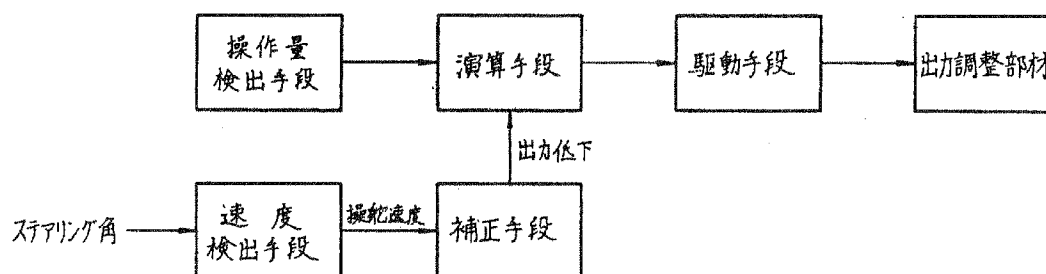 操作量
検出手段
演算手段
駆動手段
出力調整部材
出力低下
ステアリング角
速度
検出手段
操舵速度
補正手段